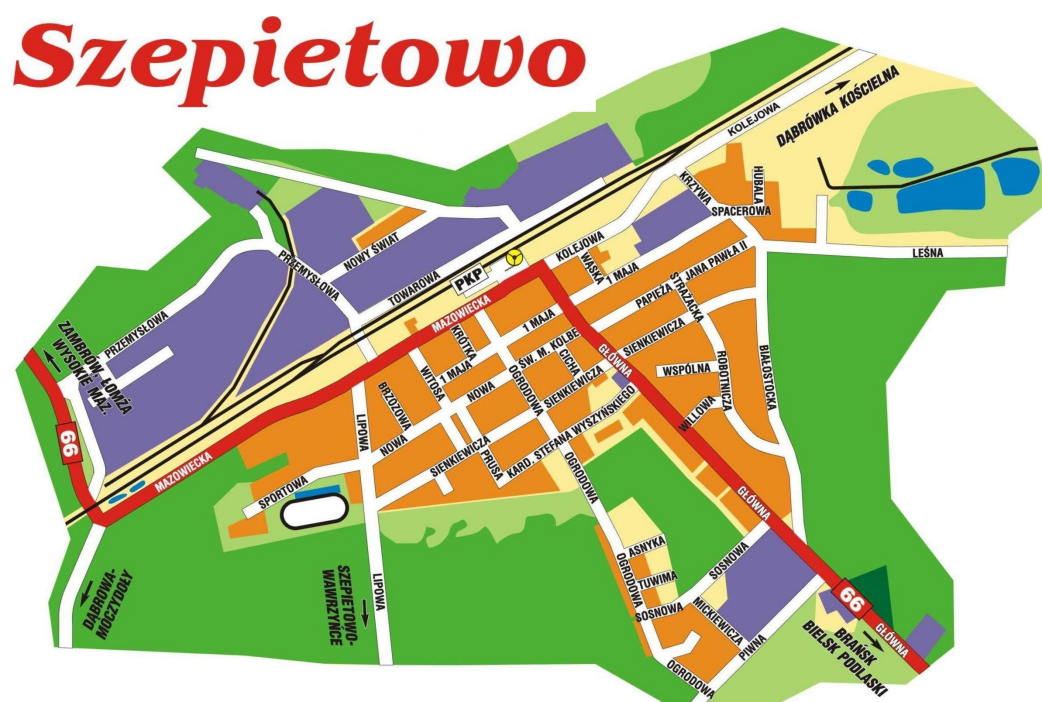 Szepietowo
KOLEJOWA
DĄBRÓWKA KOŚCIELNA
HUBALA
KRZYWA
SPACEROWA
LEŚNA
NOWY ŚWIAT
KOLEJOWA
PRZEMYSŁOWA
TOWAROWA
PKP
WĄSKA
1 MAJA
PAPIEŻA JANA PAWŁA II
STRAŻACKA
MAZOWIECKA
ZAMBRÓW, ŁOMŻA
WYSOKIE MAZ.
PRZEMYSŁOWA
KRÓTKA
1 MAJA
ŚW. M. KOLBE
GŁÓWNA
SIENKIEWICZA
WITOSA
1 MAJA
NOWA
CICHA
WSPÓLNA
ROBOTNICZA
BIAŁOSTOCKA
BRZOZOWA
OGRODOWA
SIENKIEWICZA
WILLOWA
LIPOWA
NOWA
66
MAZOWIECKA
SIENKIEWICZA
PRUSA
KARD. STEFANA WYSZYŃSKIEGO
OGRODOWA
SPORTOWA
GŁÓWNA
DĄBROWA-
MOCZYDŁY
SZEPIETOWO-
WAWRZYŃCE
LIPOWA
ASNYKA
OGRODOWA
TUWIMA
SOSNOWA
SOSNOWA
MICKIEWICZA
PIWNA
OGRODOWA
66
GŁÓWNA
BRAŃSK
BIELSK PODLASKI